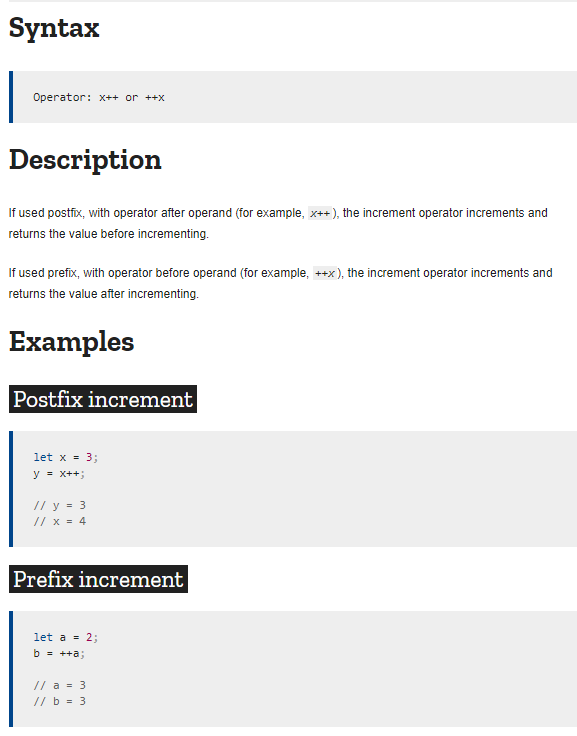 Syntax
Operator: x++ or ++x
Description
If used postfix, with operator after operand (for example, x++), the increment operator increments and
returns the value before incrementing.
If used prefix, with operator before operand (for example, ++x), the increment operator increments and
returns the value after incrementing.
Examples
Postfix increment
let x = 3;
y = x++;
// y = 3
// x = 4
Prefix increment
let a = 2;
b = ++a;
// a = 3
// b = 3